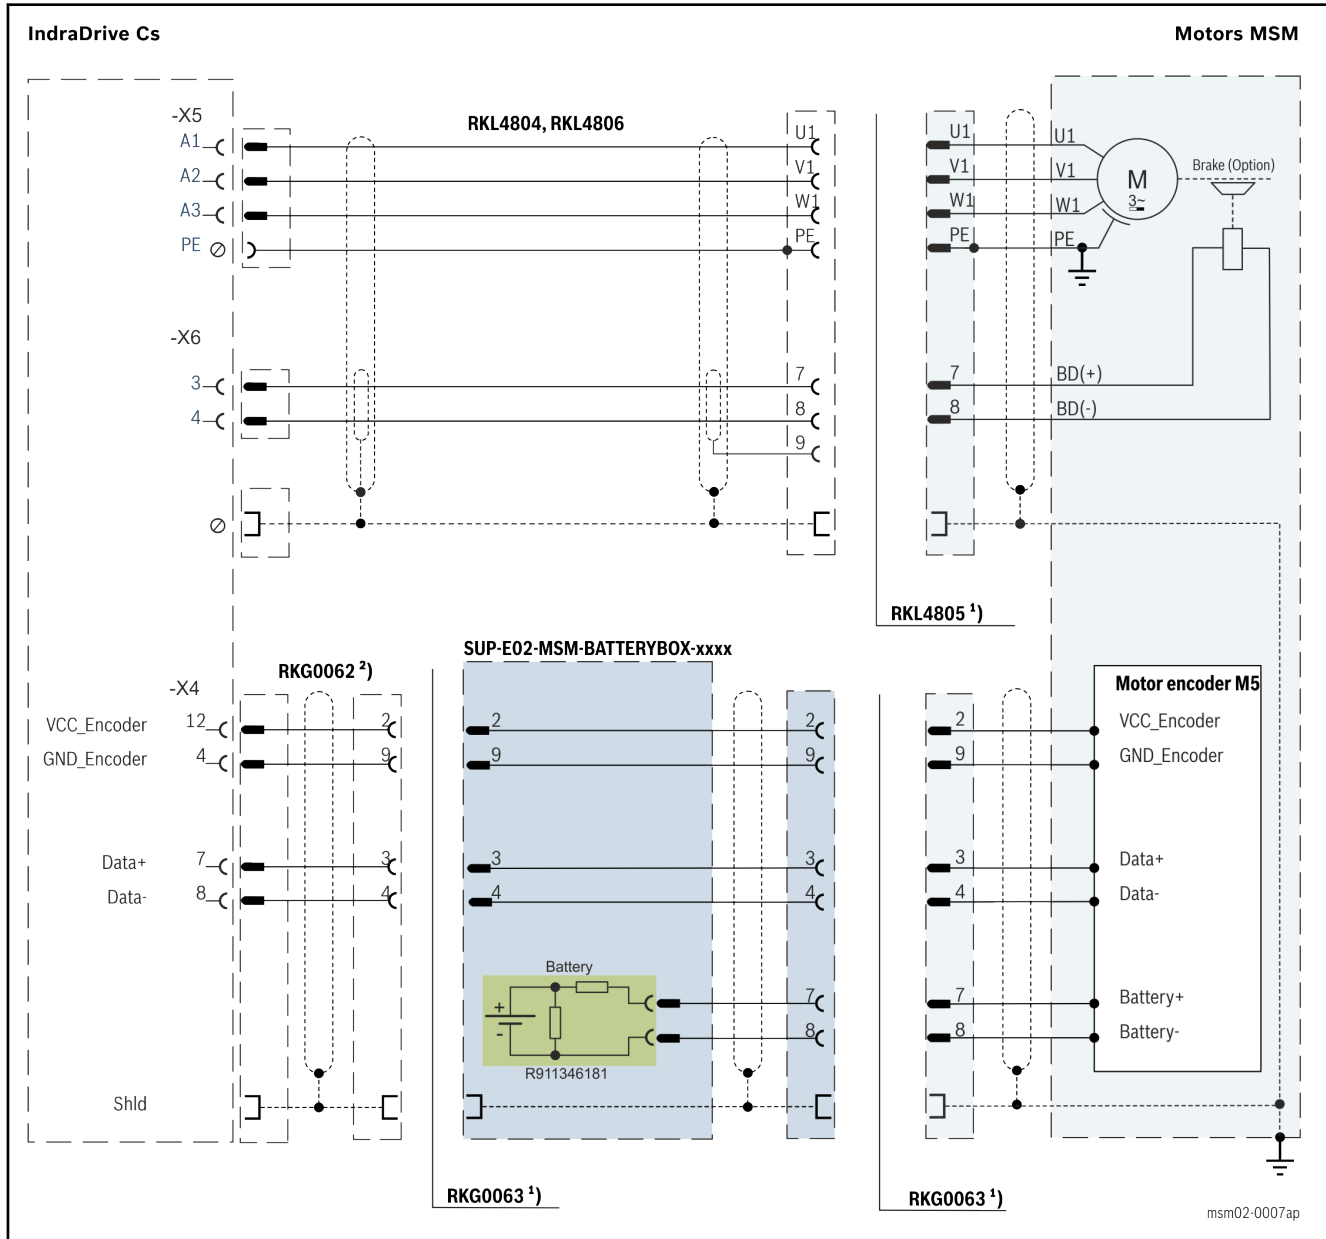 IndraDrive Cs
Motors MSM
-X5
RKL4804, RKL4806
A1
U1
U1
U1
A2
V1
V1
V1
M
3~
Brake (Option)
A3
W1
W1
W1
PE
PE
PE
PE
-X6
3
7
7
BD(+)
4
8
8
BD(-)
9
RKL4805 ¹)
SUP-E02-MSM-BATTERYBOX-xxxx
RKG0062 ²)
-X4
Motor encoder M5
VCC_Encoder
12
2
2
2
2
VCC_Encoder
GND_Encoder
4
9
9
9
9
GND_Encoder
Data+
7
3
3
3
3
Data+
Data-
8
4
4
4
4
Data-
Battery
+
-
7
7
Battery+
8
8
Battery-
R911346181
Shld
RKG0063 ¹)
RKG0063 ¹)
msm02-0007ap